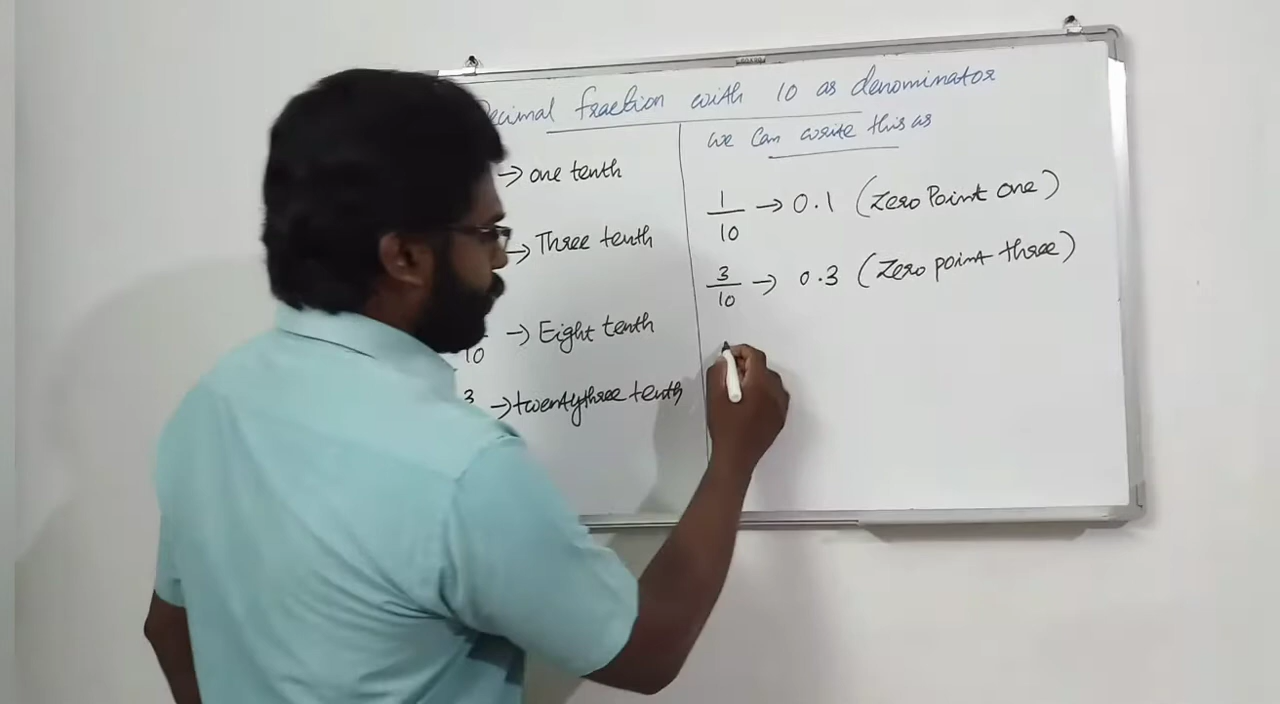 ecimal fraction with 10 as denominator
we can write this as
→ one tenth
→ Three tenth
10 → Eight tenth
3 → twentythree tenth
1/10 → 0.1 (Zero Point one)
3/10 → 0.3 (Zero point three)